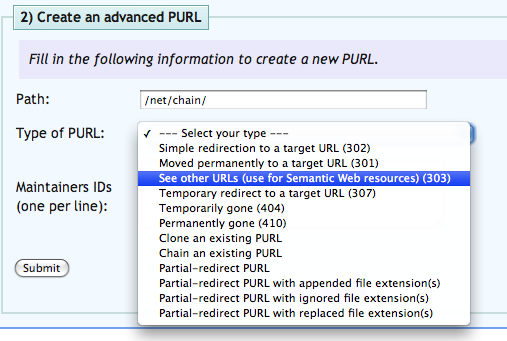 2) Create an advanced PURL
Fill in the following information to create a new PURL.
Path: /net/chain/
Type of PURL: ✓ --- Select your type ---
Simple redirection to a target URL (302)
Moved permanently to a target URL (301)
See other URLs (use for Semantic Web resources) (303)
Temporary redirect to a target URL (307)
Temporarily gone (404)
Permanently gone (410)
Clone an existing PURL
Chain an existing PURL
Partial-redirect PURL
Partial-redirect PURL with appended file extension(s)
Partial-redirect PURL with ignored file extension(s)
Partial-redirect PURL with replaced file extension(s)
Maintainers IDs
(one per line):
Submit